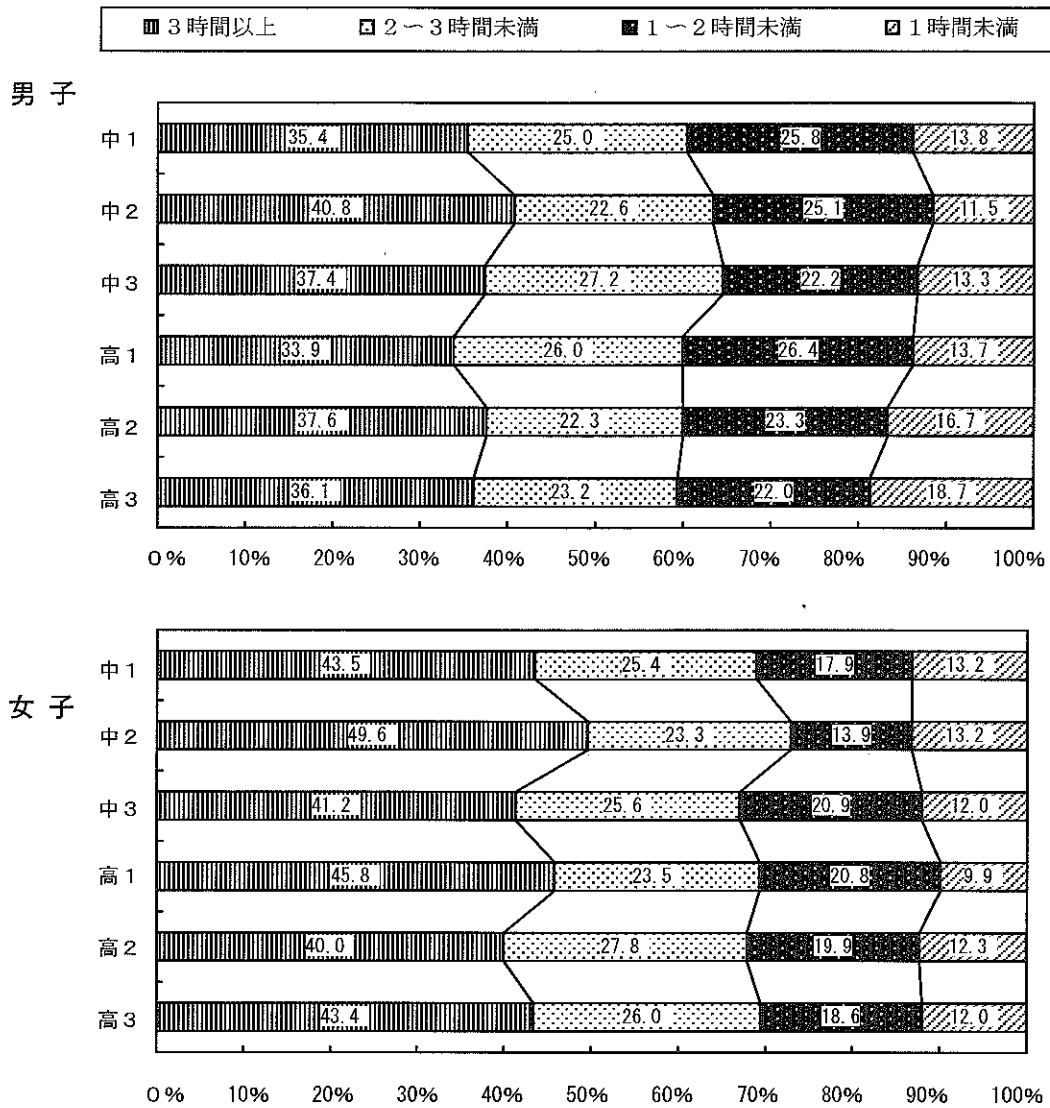 ３時間以上 ２～３時間未満 １～２時間未満 １時間未満
男子
中１ 35.4 25.0 25.8 13.8
中２ 40.8 22.6 25.1 11.5
中３ 37.4 27.2 22.2 13.3
高１ 33.9 26.0 26.4 13.7
高２ 37.6 22.3 23.3 16.7
高３ 36.1 23.2 22.0 18.7
0% 10% 20% 30% 40% 50% 60% 70% 80% 90% 100%
女子
中１ 43.5 25.4 17.9 13.2
中２ 49.6 23.3 13.9 13.2
中３ 41.2 25.6 20.9 12.0
高１ 45.8 23.5 20.8 9.9
高２ 40.0 27.8 19.9 12.3
高３ 43.4 26.0 18.6 12.0
0% 10% 20% 30% 40% 50% 60% 70% 80% 90% 100%